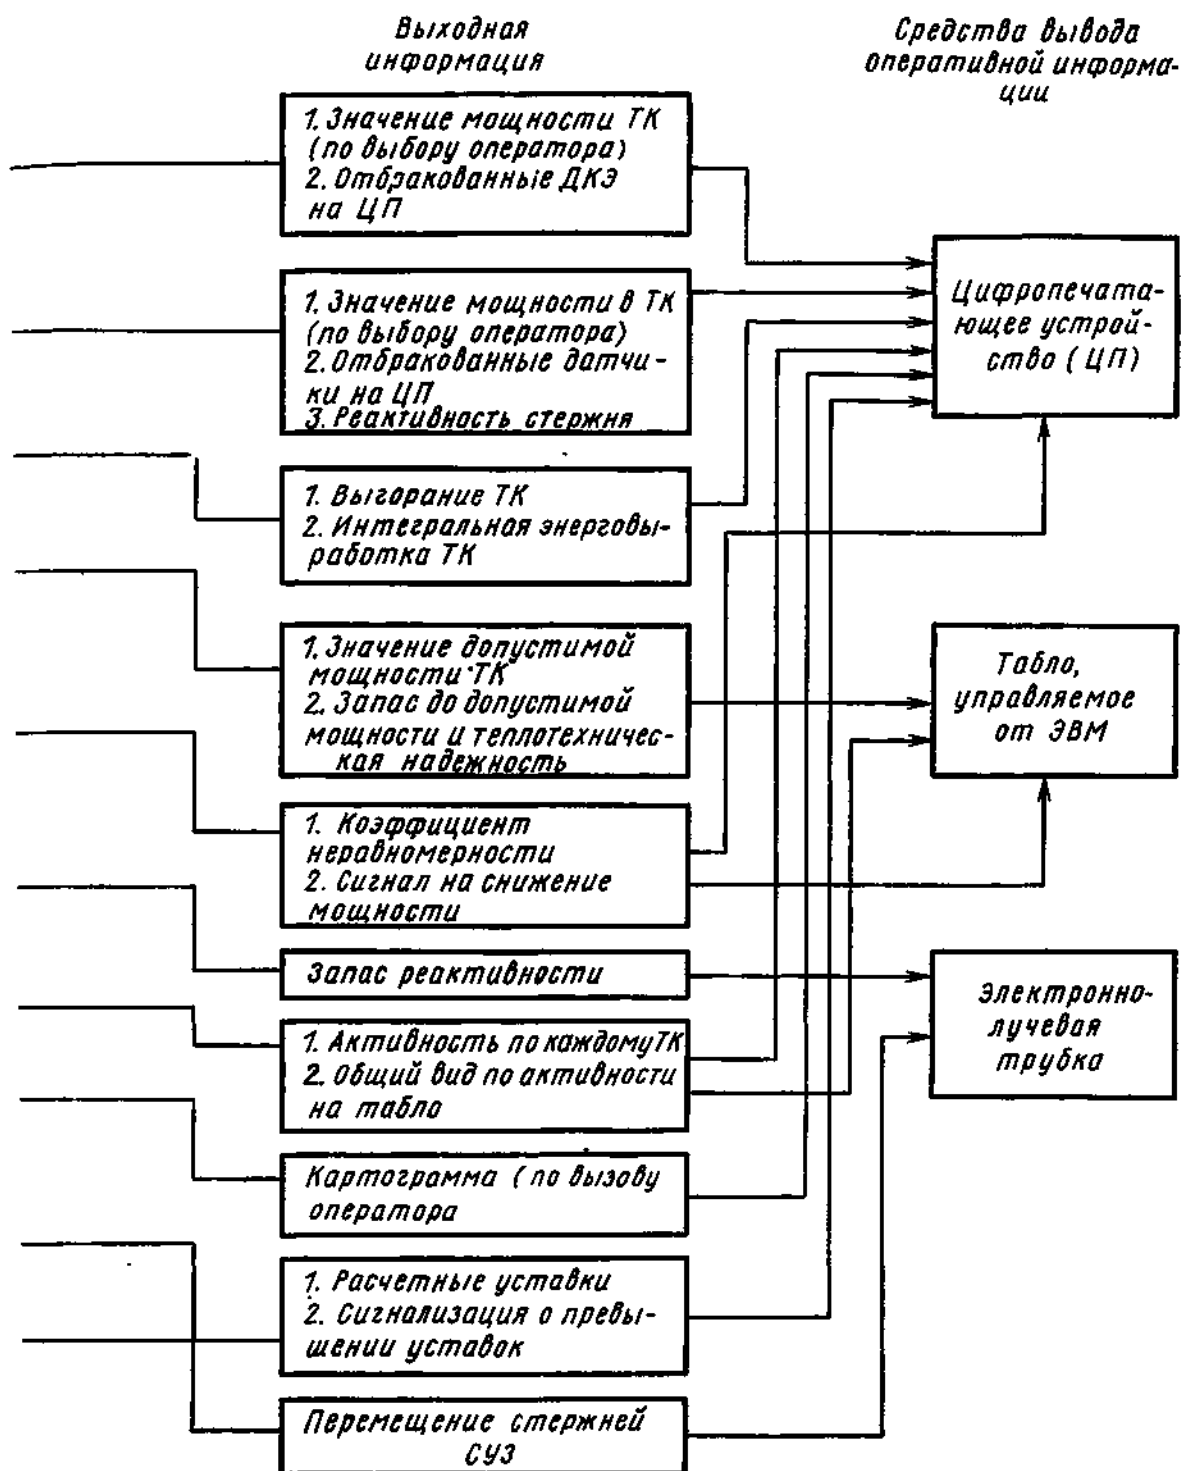 Выходная
информация
Средства вывода
оперативной информа-
ции
1. Значение мощности ТК
(по выбору оператора)
2. Отбракованные ДКЭ
на ЦП
1. Значение мощности в ТК
(по выбору оператора)
2. Отбракованные датчи-
ки на ЦП
3. Реактивность стержня
1. Выгорание ТК
2. Интегральная энерговы-
работка ТК
1. Значение допустимой
мощности ТК
2. Запас до допустимой
мощности и теплотехничес-
кая надежность
1. Коэффициент
неравномерности
2. Сигнал на снижение
мощности
Запас реактивности
1. Активность по каждому ТК
2. Общий вид по активности
на табло
Картограмма (по вызову
оператора
1. Расчетные уставки
2. Сигнализация о превы-
шении уставок
Перемещение стержней
СУЗ
Цифропечата-
ющее устрой-
ство (ЦП)
Табло,
управляемое
от ЭВМ
Электронно-
лучевая
трубка